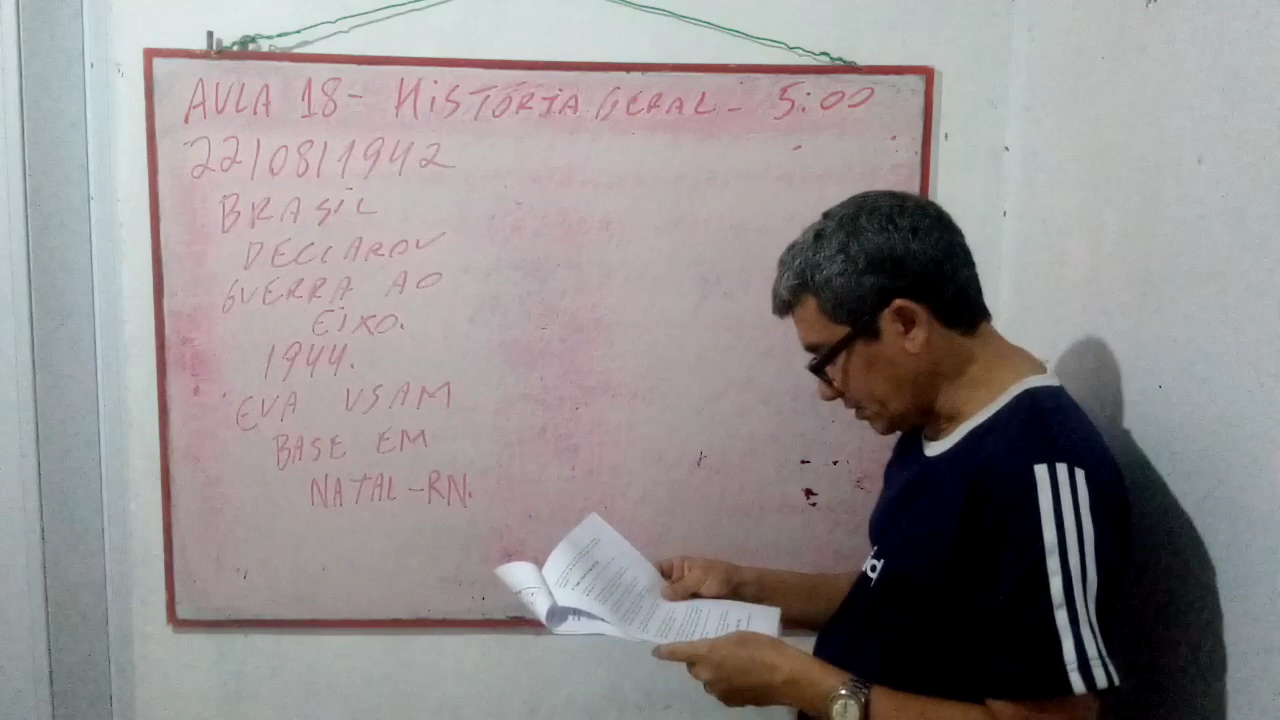 AULA 18- HISTÓRIA GERAL- 5:00
22/08/1942
BRASIL
DECLAROU
GUERRA AO
EIXO.
1944.
EUA USAM
BASE EM
NATAL-RN.